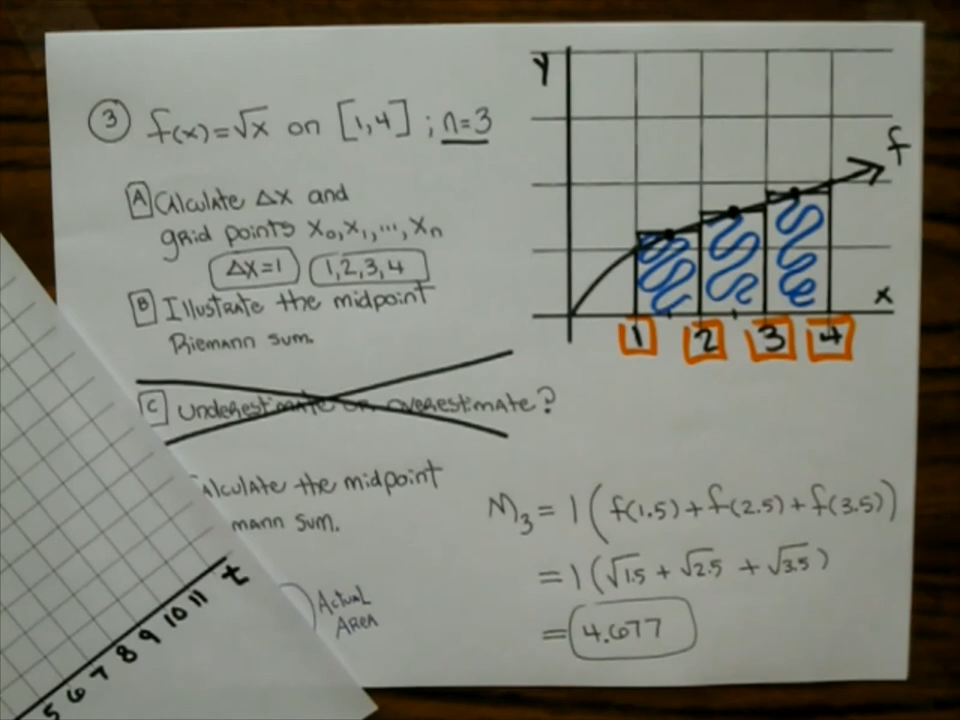 3 f(x)=√x on [1,4] ; n=3
A Calculate Δx and
grid points x₀, x₁, ..., xₙ
Δx=1 1, 2, 3, 4
B Illustrate the midpoint
Riemann sum.
C Underestimate or overestimate?
alculate the midpoint
mann sum.
Actual
Area
y
f
x
1 2 3 4
M₃ = 1 ( f(1.5) + f(2.5) + f(3.5) )
= 1 ( √1.5 + √2.5 + √3.5 )
= 4.677
5 6 7 8 9 10 11 t